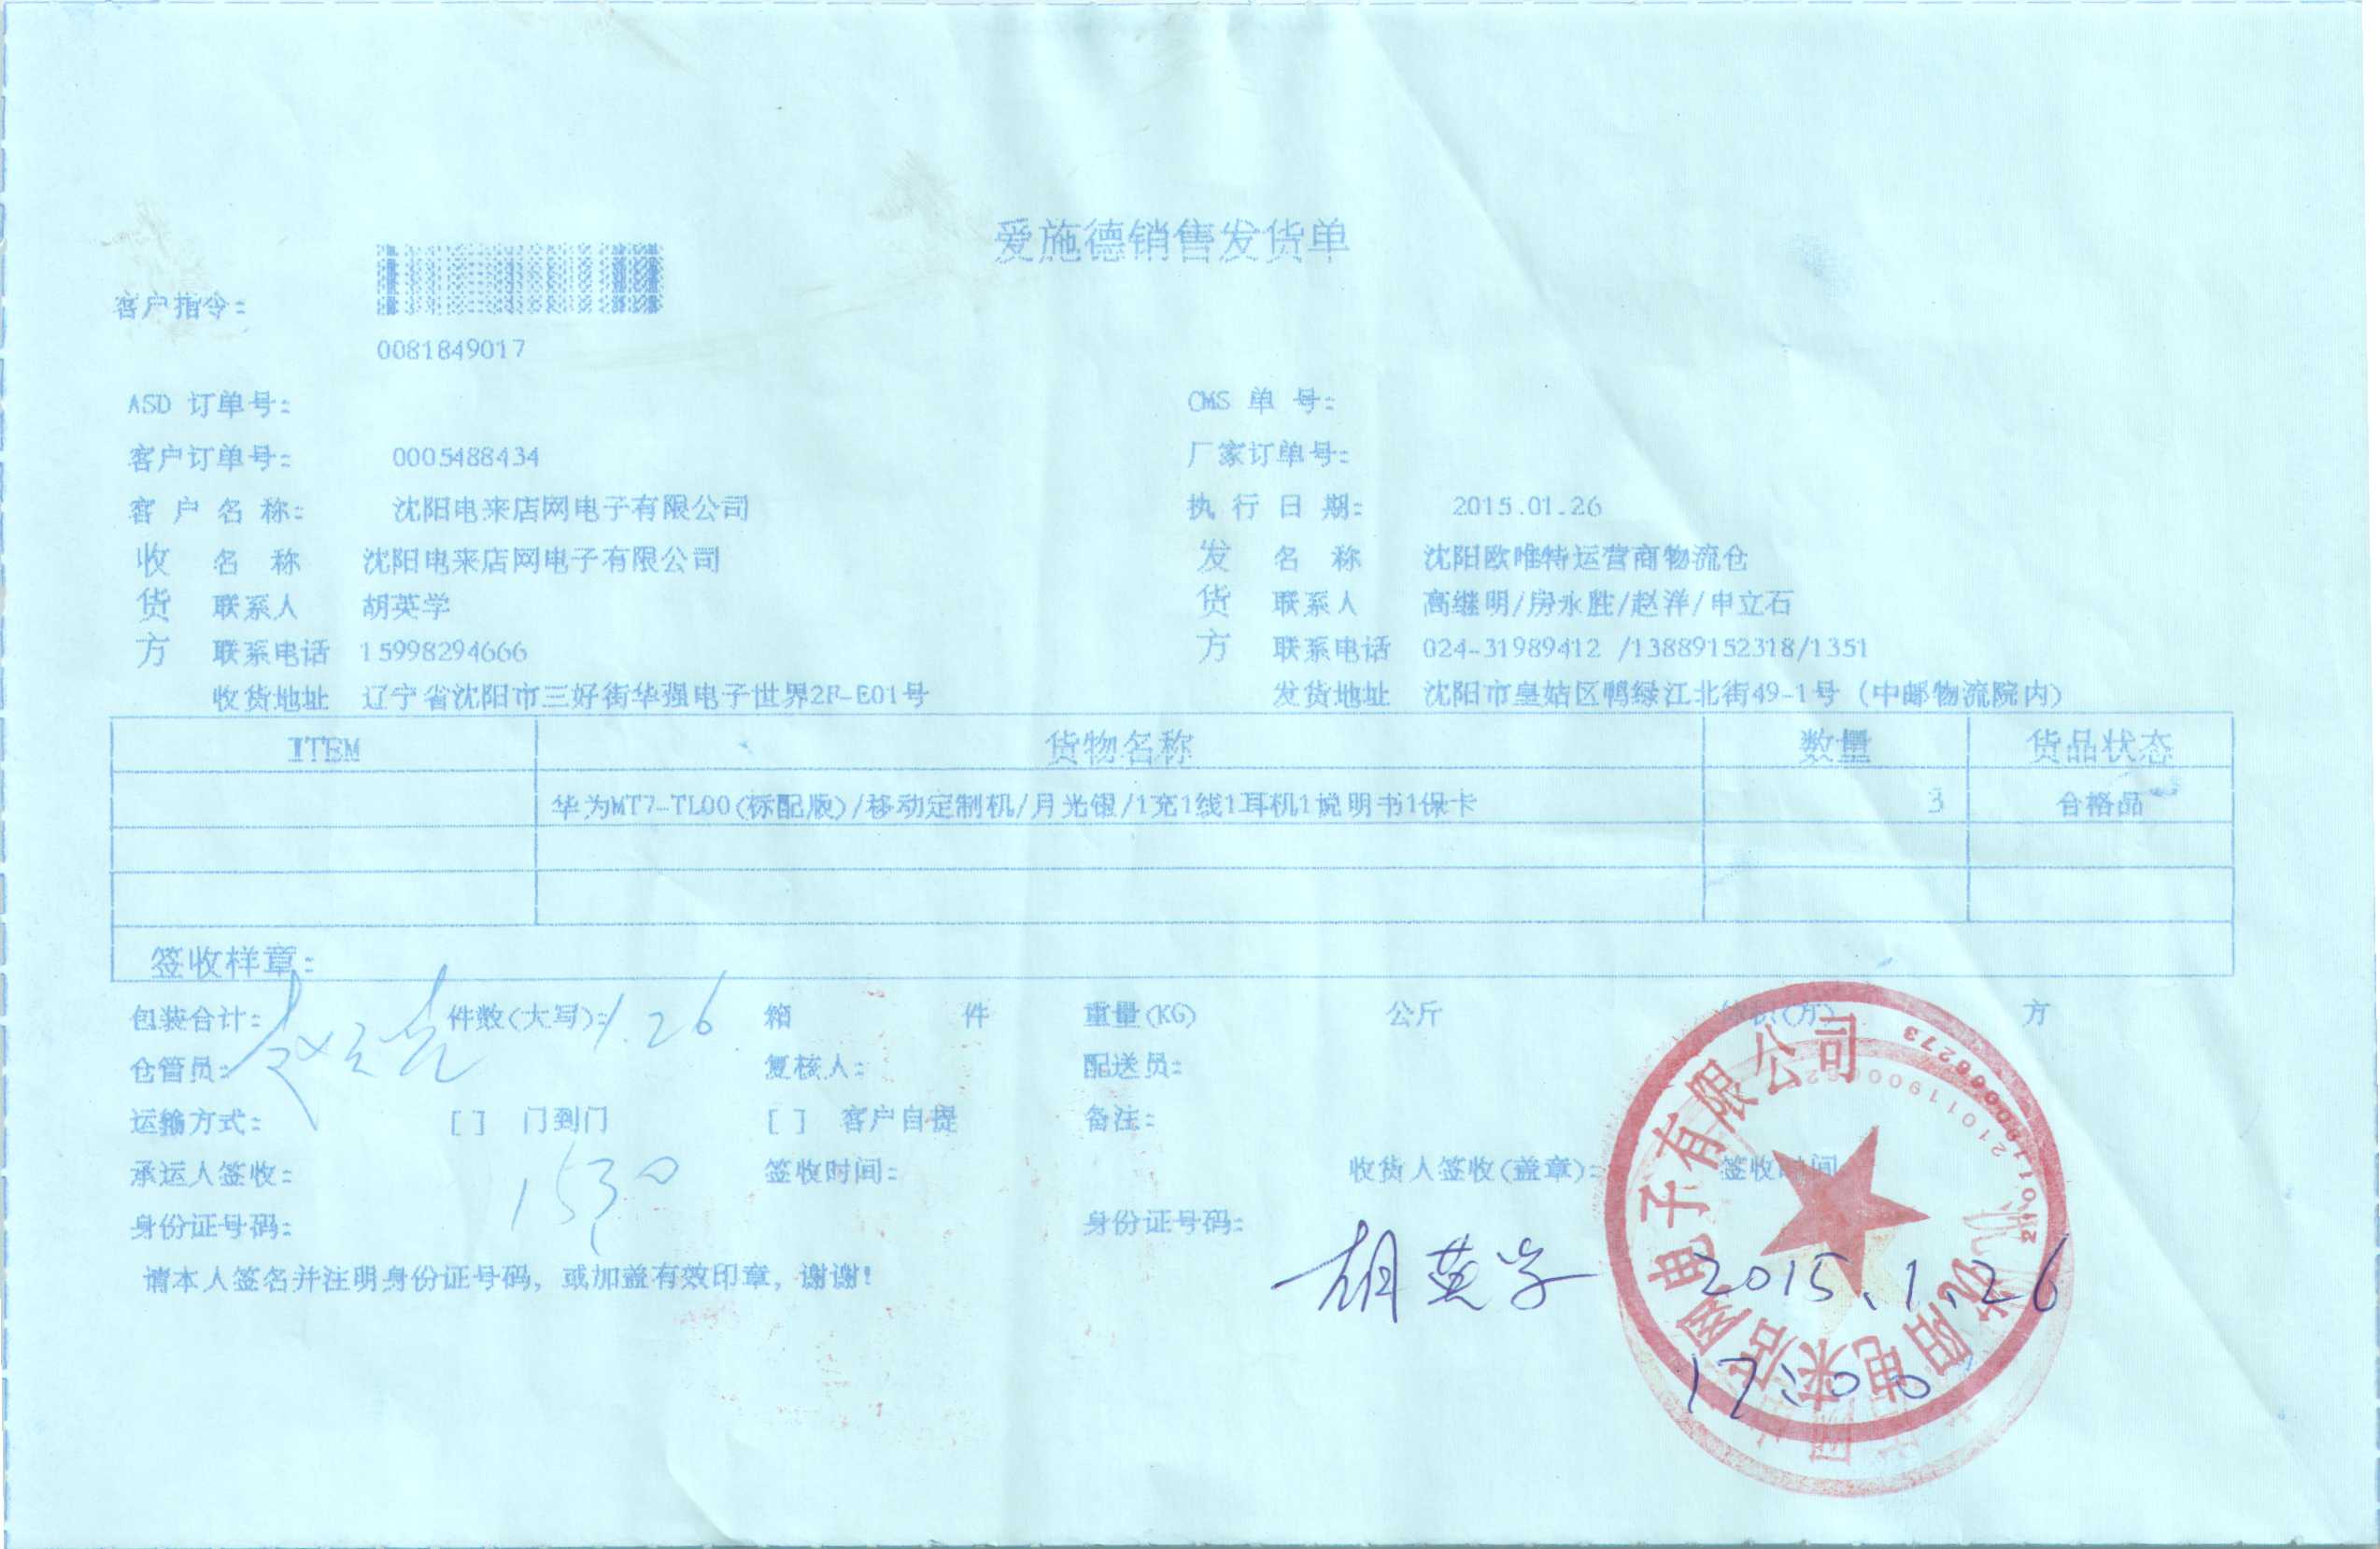 爱施德销售发货单
客户指令:
0081849017
ASD 订单号: CMS 单 号:
客户订单号: 0005488434 厂家订单号:
客 户 名 称: 沈阳电来店网电子有限公司 执 行 日 期: 2015.01.26
收 名 称 沈阳电来店网电子有限公司 发 名 称 沈阳欧唯特运营商物流仓
货 联系人 胡英学 货 联系人 高继明/房永胜/赵洋/申立石
方 联系电话 15998294666 方 联系电话 024-31989412 /13889152318/1351
收货地址 辽宁省沈阳市三好街华强电子世界2F-E01号 发货地址 沈阳市皇姑区鸭绿江北街49-1号 (中邮物流院内)
ITEM 货物名称 数量 货品状态
华为MT7-TL00(标配版)/移动定制机/月光银/1充1线1耳机1说明书1保卡 3 合格品
签收样章:
包装合计: 件数(大写): 1.26 箱 件 重量(KG) 公斤 体积(方) 方
仓管员: 复核人: 配送员:
运输方式: [ ] 门到门 [ ] 客户自提 备注:
承运人签收: 1530 签收时间: 收货人签收(盖章): 签收时间
身份证号码: 身份证号码:
请本人签名并注明身份证号码, 或加盖有效印章, 谢谢!
胡英学 2015.1.26
17:00
沈阳电来店网电子有限公司